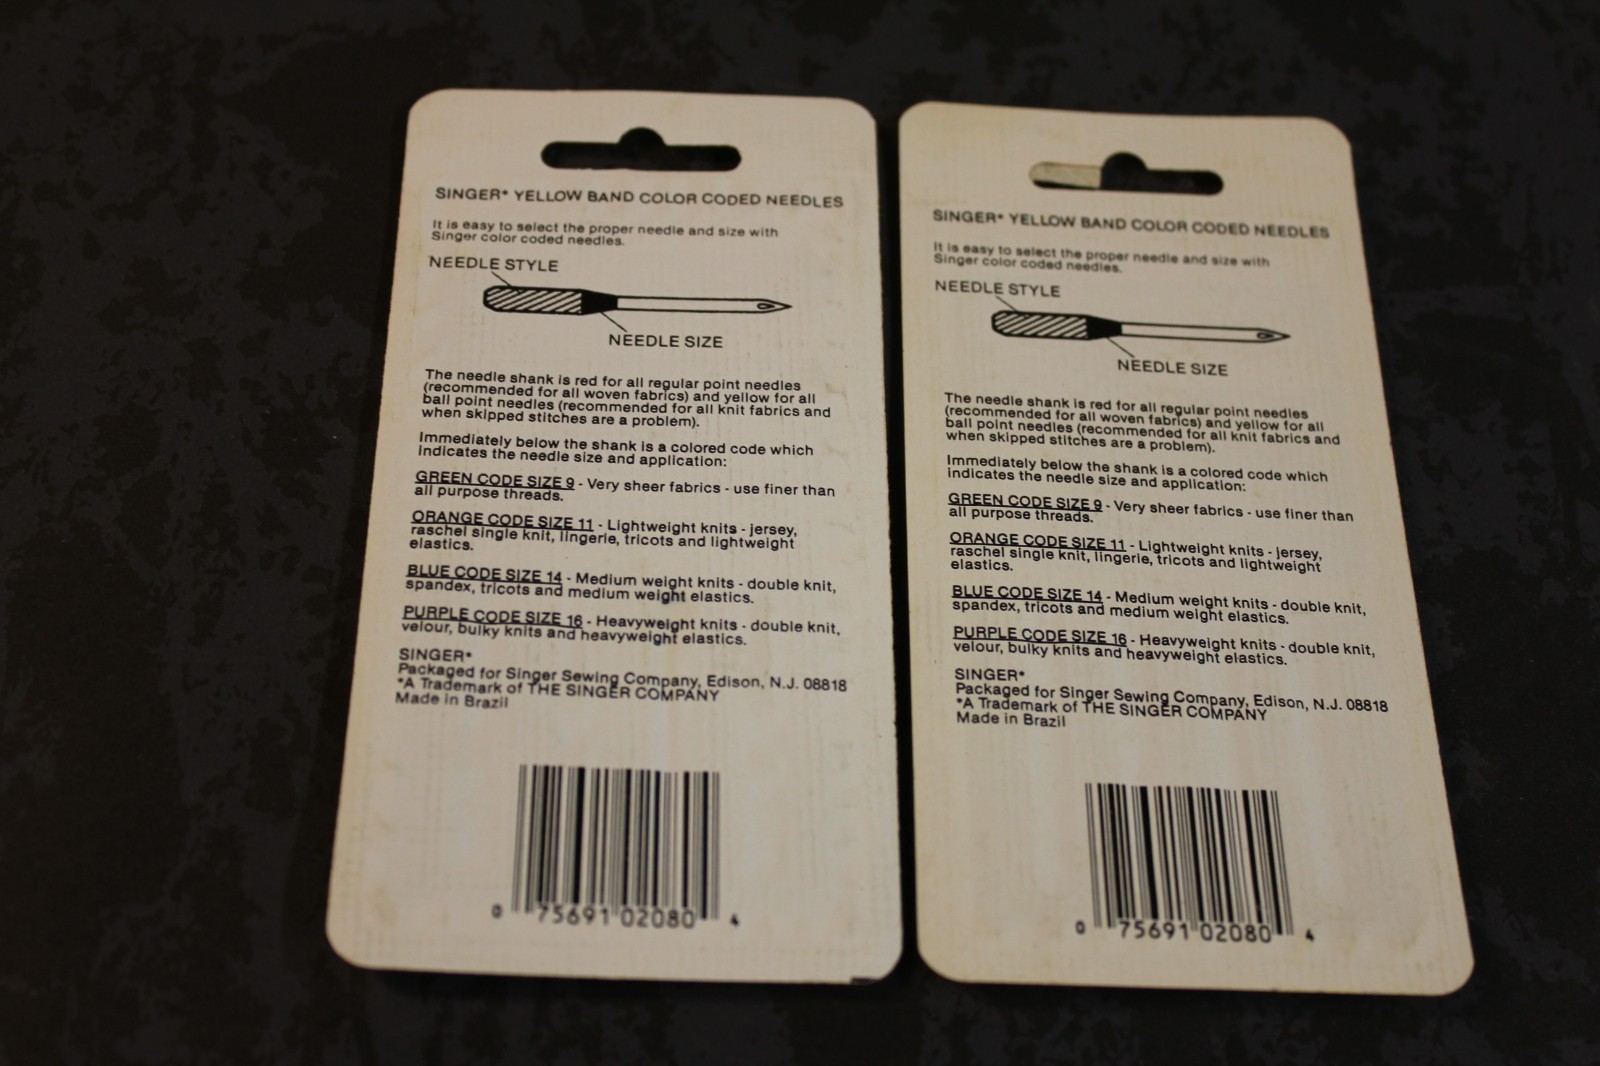 SINGER* YELLOW BAND COLOR CODED NEEDLES
It is easy to select the proper needle and size with
Singer color coded needles.
NEEDLE STYLE
NEEDLE SIZE
The needle shank is red for all regular point needles
(recommended for all woven fabrics) and yellow for all
ball point needles (recommended for all knit fabrics and
when skipped stitches are a problem).
Immediately below the shank is a colored code which
indicates the needle size and application:
GREEN CODE SIZE 9 - Very sheer fabrics - use finer than
all purpose threads.
ORANGE CODE SIZE 11 - Lightweight knits - jersey,
raschel single knit, lingerie, tricots and lightweight
elastics.
BLUE CODE SIZE 14 - Medium weight knits - double knit,
spandex, tricots and medium weight elastics.
PURPLE CODE SIZE 16 - Heavyweight knits - double knit,
velour, bulky knits and heavyweight elastics.
SINGER*
Packaged for Singer Sewing Company, Edison, N.J. 08818
*A Trademark of THE SINGER COMPANY
Made in Brazil
0 75691 02080 4
SINGER* YELLOW BAND COLOR CODED NEEDLES
It is easy to select the proper needle and size with
Singer color coded needles.
NEEDLE STYLE
NEEDLE SIZE
The needle shank is red for all regular point needles
(recommended for all woven fabrics) and yellow for all
ball point needles (recommended for all knit fabrics and
when skipped stitches are a problem).
Immediately below the shank is a colored code which
indicates the needle size and application:
GREEN CODE SIZE 9 - Very sheer fabrics - use finer than
all purpose threads.
ORANGE CODE SIZE 11 - Lightweight knits - jersey,
raschel single knit, lingerie, tricots and lightweight
elastics.
BLUE CODE SIZE 14 - Medium weight knits - double knit,
spandex, tricots and medium weight elastics.
PURPLE CODE SIZE 16 - Heavyweight knits - double knit,
velour, bulky knits and heavyweight elastics.
SINGER*
Packaged for Singer Sewing Company, Edison, N.J. 08818
*A Trademark of THE SINGER COMPANY
Made in Brazil
0 75691 02080 4